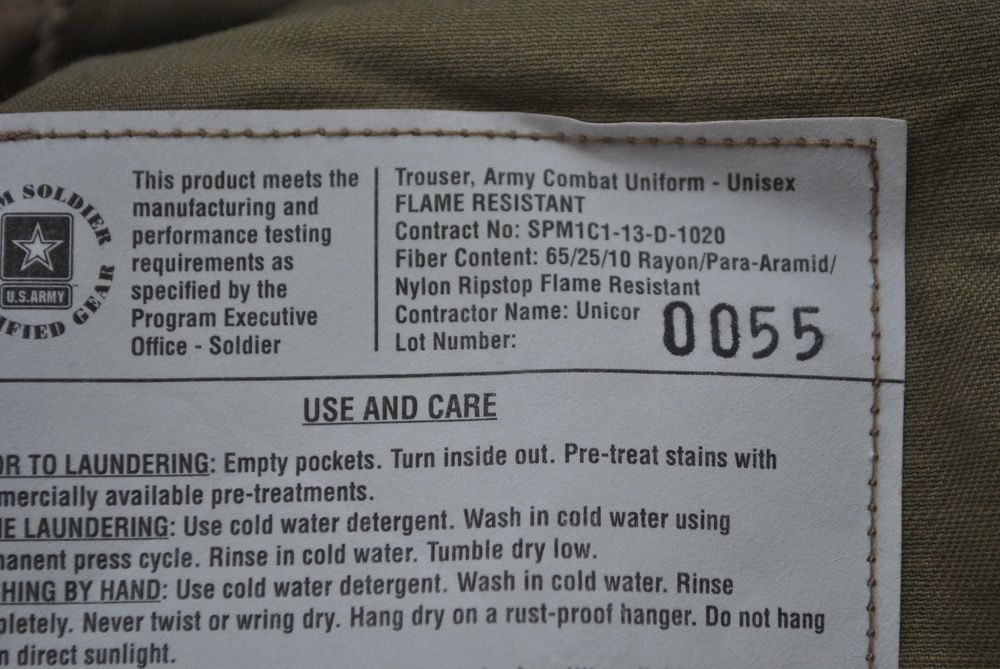 M SOLDIER
U.S.ARMY
IFIED GEAR
This product meets the
manufacturing and
performance testing
requirements as
specified by the
Program Executive
Office - Soldier
Trouser, Army Combat Uniform - Unisex
FLAME RESISTANT
Contract No: SPM1C1-13-D-1020
Fiber Content: 65/25/10 Rayon/Para-Aramid/
Nylon Ripstop Flame Resistant
Contractor Name: Unicor
Lot Number: 0055
USE AND CARE
OR TO LAUNDERING: Empty pockets. Turn inside out. Pre-treat stains with
mercially available pre-treatments.
NE LAUNDERING: Use cold water detergent. Wash in cold water using
manent press cycle. Rinse in cold water. Tumble dry low.
HING BY HAND: Use cold water detergent. Wash in cold water. Rinse
pletely. Never twist or wring dry. Hang dry on a rust-proof hanger. Do not hang
n direct sunlight.